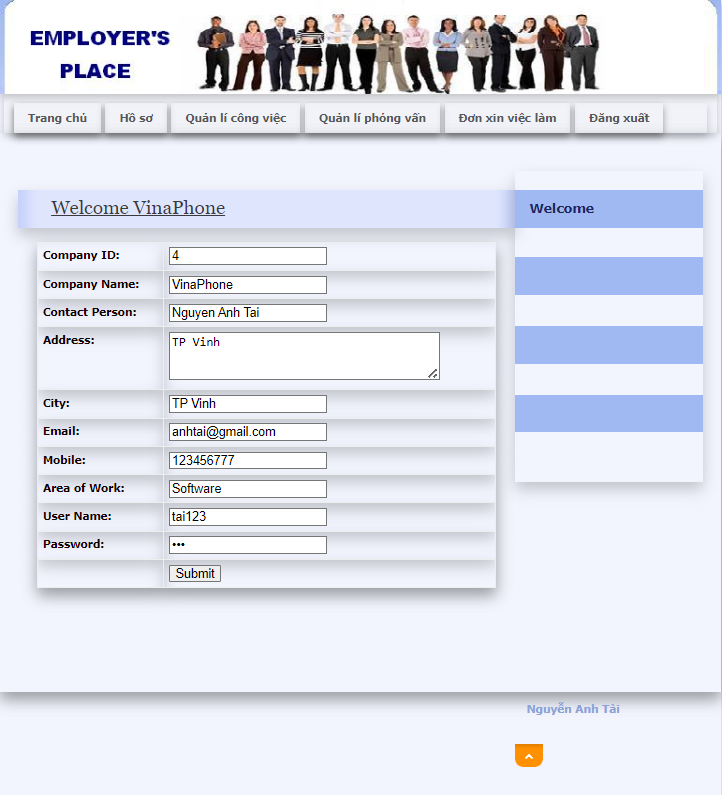 EMPLOYER'S
PLACE
Trang chủ Hồ sơ Quản lí công việc Quản lí phỏng vấn Đơn xin việc làm Đăng xuất
Welcome VinaPhone
Welcome
Company ID: 4
Company Name: VinaPhone
Contact Person: Nguyen Anh Tai
Address: TP Vinh
City: TP Vinh
Email: anhtai@gmail.com
Mobile: 123456777
Area of Work: Software
User Name: tai123
Password: •••
Submit
Nguyễn Anh Tài